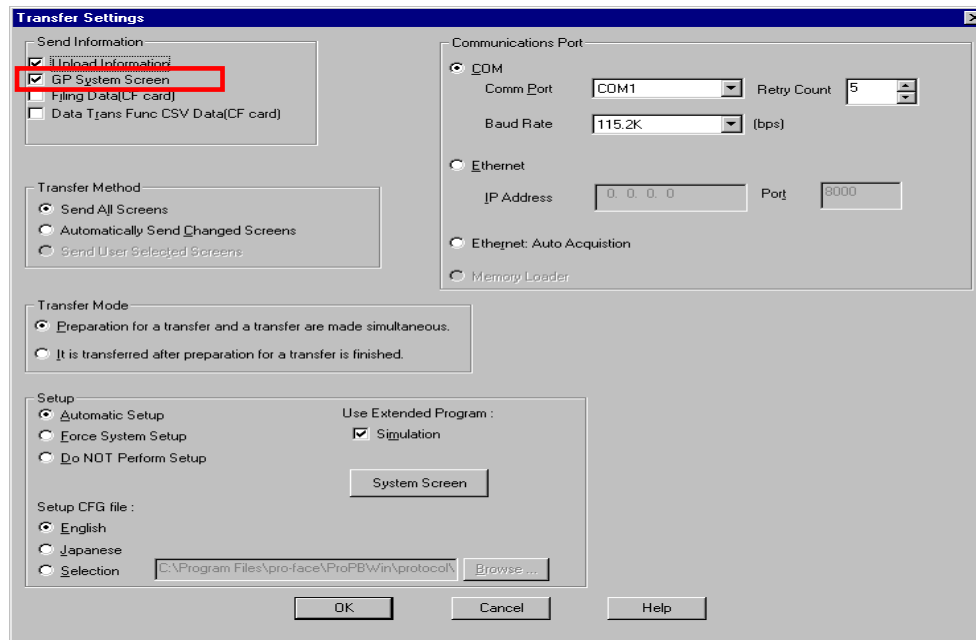 Transfer Settings
Send Information
Upload Information
GP System Screen
Filing Data(CF card)
Data Trans Func CSV Data(CF card)
Communications Port
COM
Comm Port COM1 Retry Count 5
Baud Rate 115.2K (bps)
Ethernet
IP Address 0. 0. 0. 0 Port 8000
Ethernet: Auto Acquistion
Memory Loader
Transfer Method
Send All Screens
Automatically Send Changed Screens
Send User Selected Screens
Transfer Mode
Preparation for a transfer and a transfer are made simultaneous.
It is transferred after preparation for a transfer is finished.
Setup
Automatic Setup
Force System Setup
Do NOT Perform Setup
Use Extended Program :
Simulation
System Screen
Setup CFG file :
English
Japanese
Selection C:\Program Files\pro-face\ProPBWin\protocol\ Browse ...
OK Cancel Help